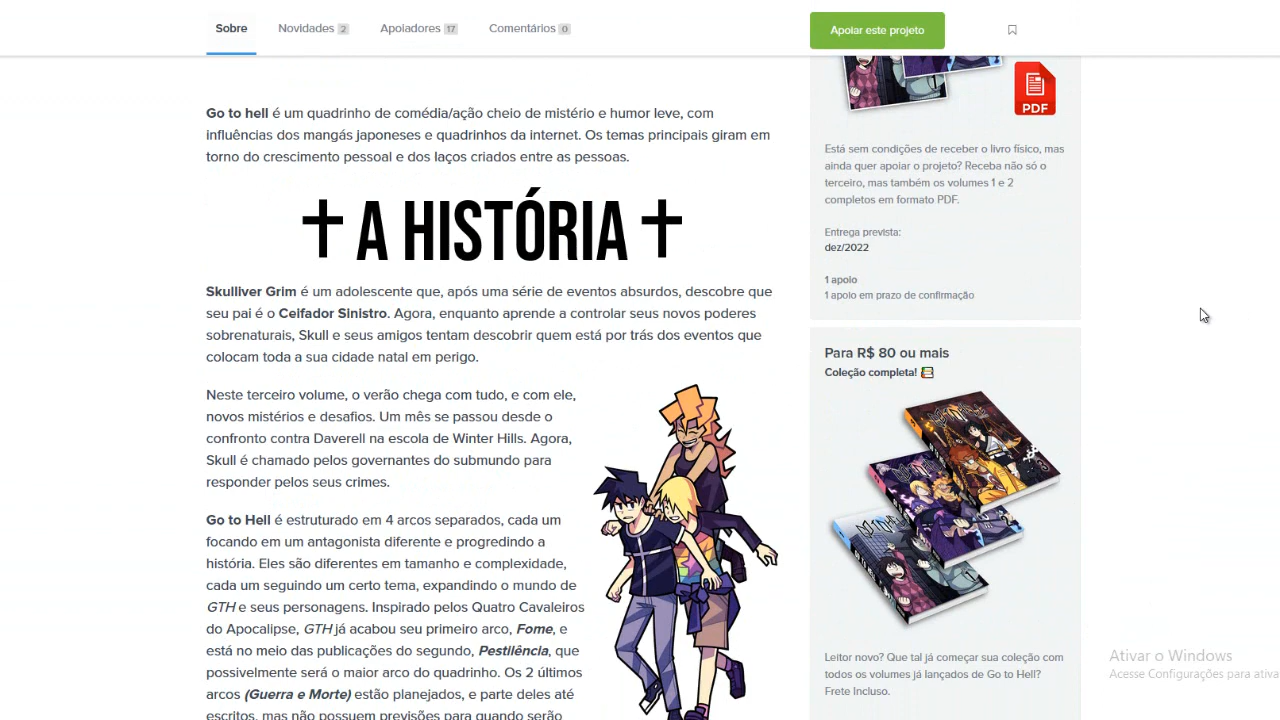 Sobre
Novidades 2
Apoiadores 17
Comentários 0
Apoiar este projeto
Go to hell é um quadrinho de comédia/ação cheio de mistério e humor leve, com
influências dos mangás japoneses e quadrinhos da internet. Os temas principais giram em
torno do crescimento pessoal e dos laços criados entre as pessoas.
✝ A HISTÓRIA ✝
Skulliver Grim é um adolescente que, após uma série de eventos absurdos, descobre que
seu pai é o Ceifador Sinistro. Agora, enquanto aprende a controlar seus novos poderes
sobrenaturais, Skull e seus amigos tentam descobrir quem está por trás dos eventos que
colocam toda a sua cidade natal em perigo.
Neste terceiro volume, o verão chega com tudo, e com ele,
novos mistérios e desafios. Um mês se passou desde o
confronto contra Daverell na escola de Winter Hills. Agora,
Skull é chamado pelos governantes do submundo para
responder pelos seus crimes.
Go to Hell é estruturado em 4 arcos separados, cada um
focando em um antagonista diferente e progredindo a
história. Eles são diferentes em tamanho e complexidade,
cada um seguindo um certo tema, expandindo o mundo de
GTH e seus personagens. Inspirado pelos Quatro Cavaleiros
do Apocalipse, GTH já acabou seu primeiro arco, Fome, e
está no meio das publicações do segundo, Pestilência, que
possivelmente será o maior arco do quadrinho. Os 2 últimos
arcos (Guerra e Morte) estão planejados, e parte deles até
escritos, mas não possuem previsões para quando serão
PDF
Está sem condições de receber o livro físico, mas
ainda quer apoiar o projeto? Receba não só o
terceiro, mas também os volumes 1 e 2
completos em formato PDF.
Entrega prevista:
dez/2022
1 apoio
1 apoio em prazo de confirmação
Para R$ 80 ou mais
Coleção completa!
Leitor novo? Que tal já começar sua coleção com
todos os volumes já lançados de Go to Hell?
Frete Incluso.
Ativar o Windows
Acesse Configurações para ativa